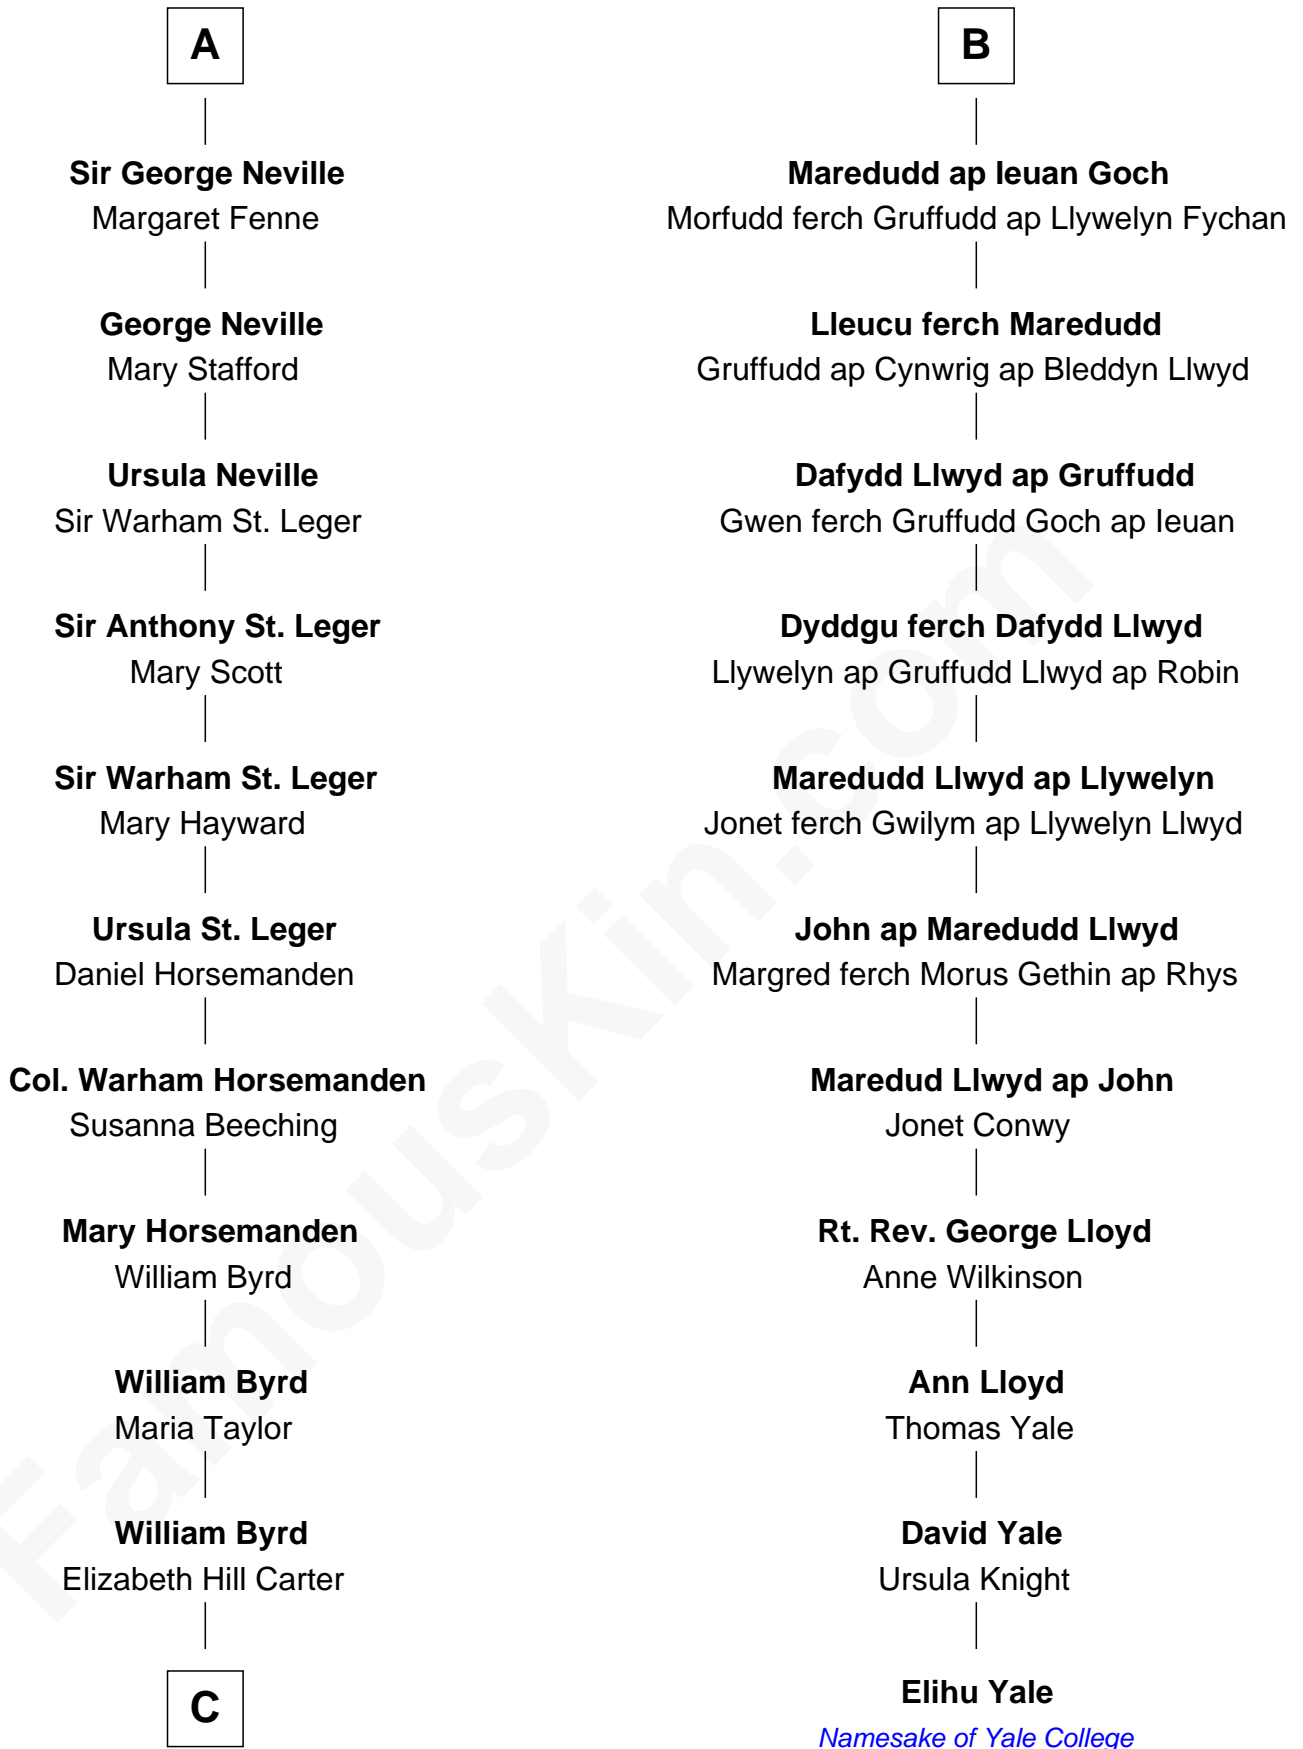 A
Sir George Neville
Margaret Fenne
George Neville
Mary Stafford
Ursula Neville
Sir Warham St. Leger
Sir Anthony St. Leger
Mary Scott
Sir Warham St. Leger
Mary Hayward
Ursula St. Leger
Daniel Horsemanden
Col. Warham Horsemanden
Susanna Beeching
Mary Horsemanden
William Byrd
William Byrd
Maria Taylor
William Byrd
Elizabeth Hill Carter
C
B
Maredudd ap Ieuan Goch
Morfudd ferch Gruffudd ap Llywelyn Fychan
Lleucu ferch Maredudd
Gruffudd ap Cynwrig ap Bleddyn Llwyd
Dafydd Llwyd ap Gruffudd
Gwen ferch Gruffudd Goch ap Ieuan
Dyddgu ferch Dafydd Llwyd
Llywelyn ap Gruffudd Llwyd ap Robin
Maredudd Llwyd ap Llywelyn
Jonet ferch Gwilym ap Llywelyn Llwyd
John ap Maredudd Llwyd
Margred ferch Morus Gethin ap Rhys
Maredud Llwyd ap John
Jonet Conwy
Rt. Rev. George Lloyd
Anne Wilkinson
Ann Lloyd
Thomas Yale
David Yale
Ursula Knight
Elihu Yale
Namesake of Yale College
FamousKin.com